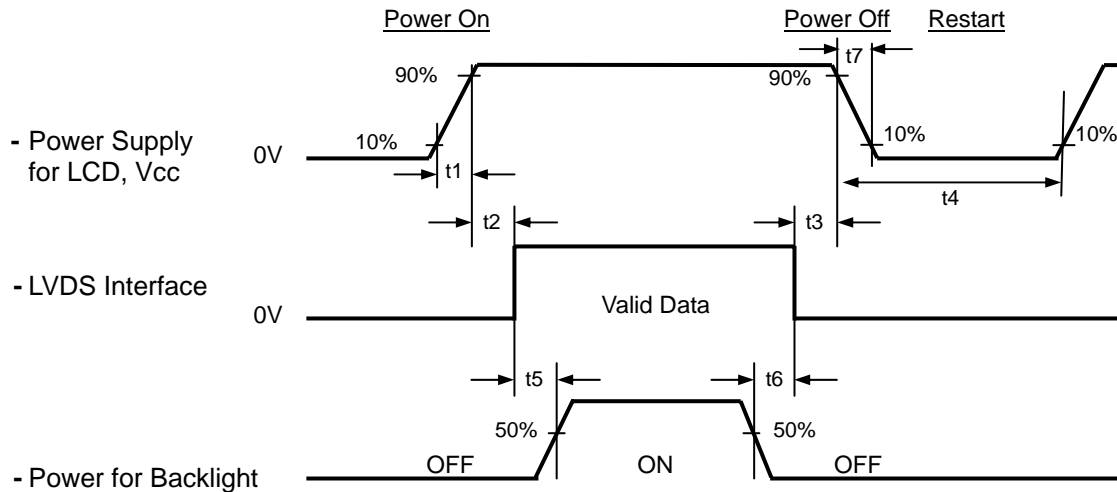 Power On
Power Off
Restart
t7
90%
90%
- Power Supply
for LCD, Vcc
0V
10%
10%
10%
t1
t4
t2
t3
- LVDS Interface
0V
Valid Data
t5
t6
50%
50%
- Power for Backlight
OFF
ON
OFF